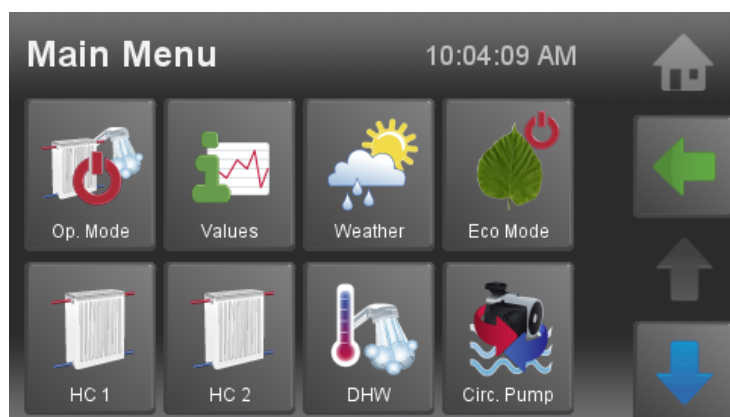 Main Menu
10:04:09 AM
Op. Mode
Values
Weather
Eco Mode
HC 1
HC 2
DHW
Circ. Pump